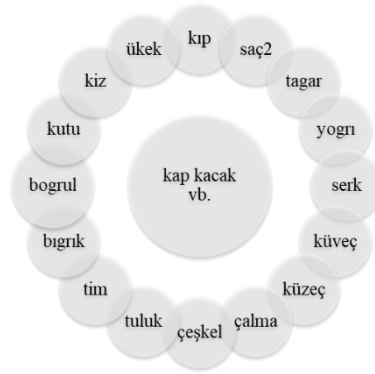 kıp
saç2
tagar
yogrı
serk
küveç
küzeç
çalma
çeşkel
tuluk
tim
bıgrık
bogrul
kutu
kiz
ükek
kap kacak
vb.